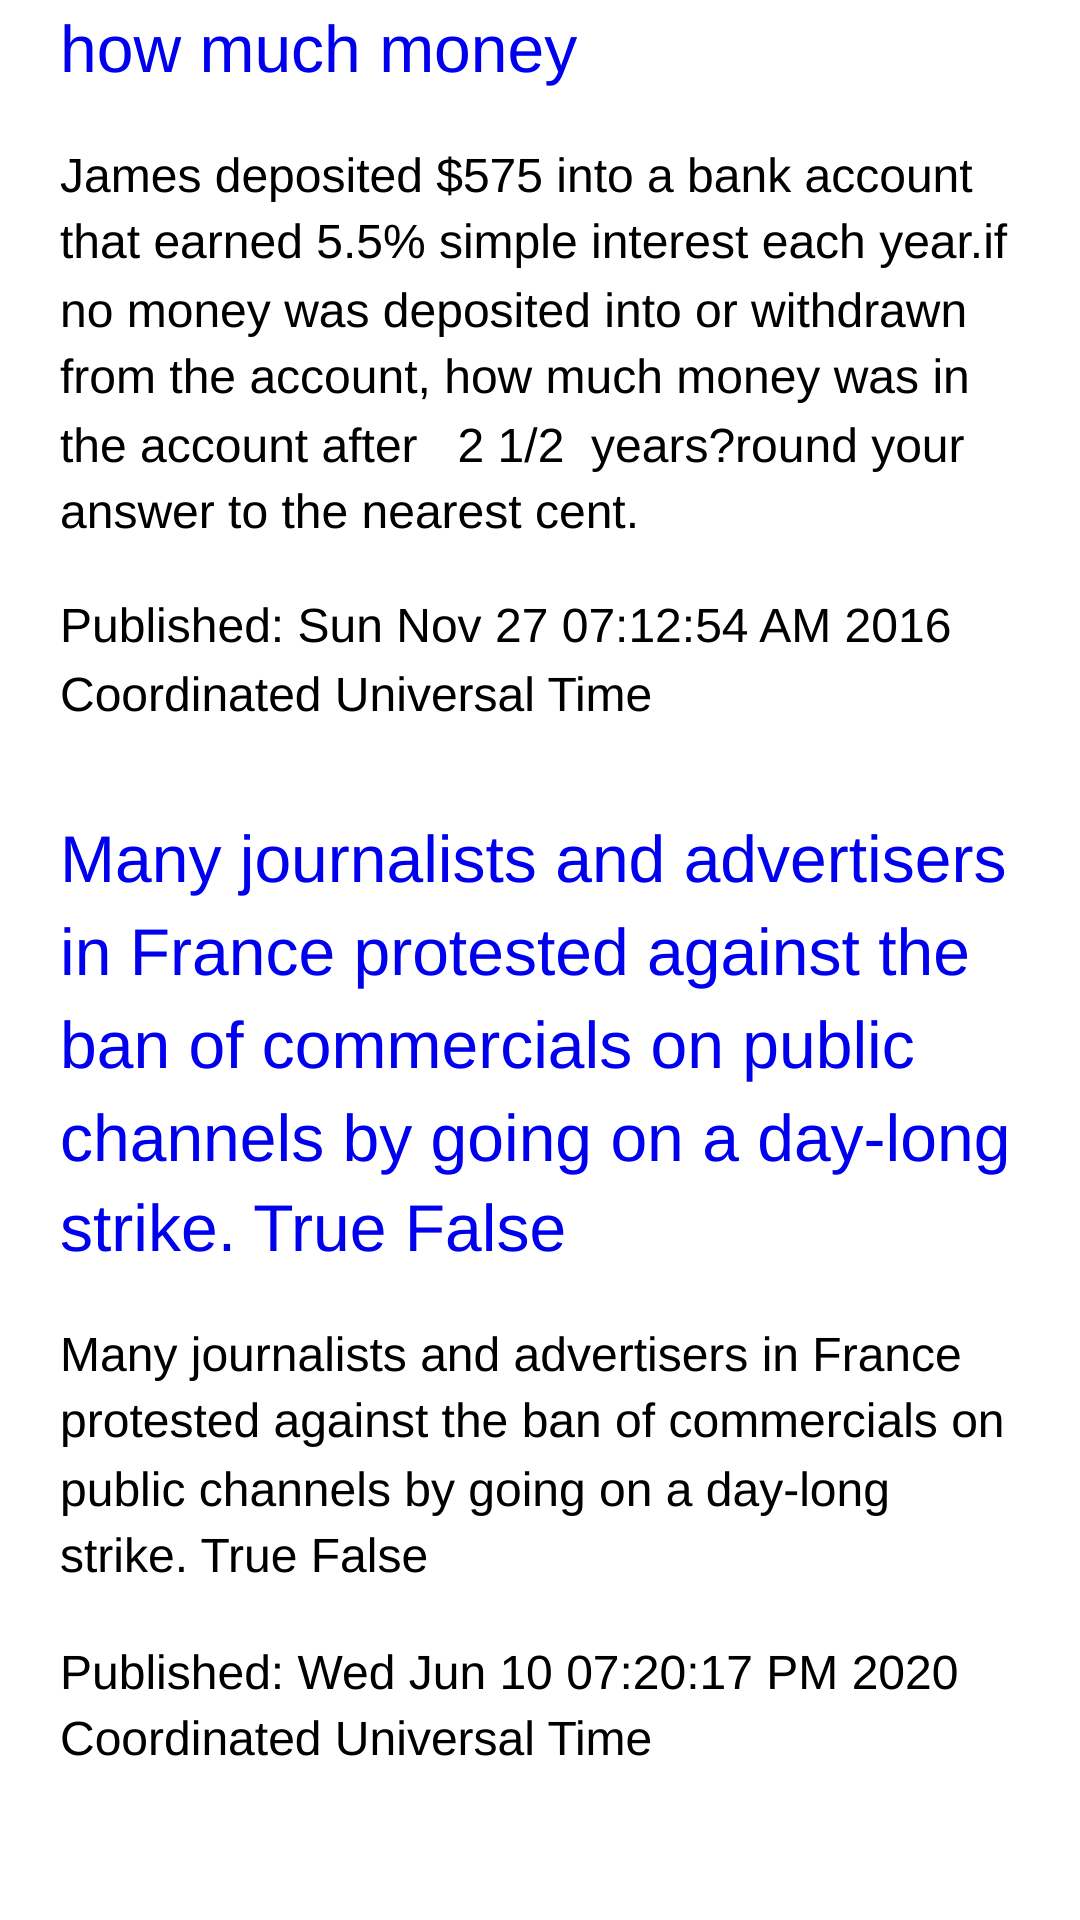 how much money
James deposited $575 into a bank account
that earned 5.5% simple interest each year.if
no money was deposited into or withdrawn
from the account, how much money was in
the account after   2 1/2  years?round your
answer to the nearest cent.
Published: Sun Nov 27 07:12:54 AM 2016
Coordinated Universal Time
Many journalists and advertisers
in France protested against the
ban of commercials on public
channels by going on a day-long
strike. True False
Many journalists and advertisers in France
protested against the ban of commercials on
public channels by going on a day-long
strike. True False
Published: Wed Jun 10 07:20:17 PM 2020
Coordinated Universal Time